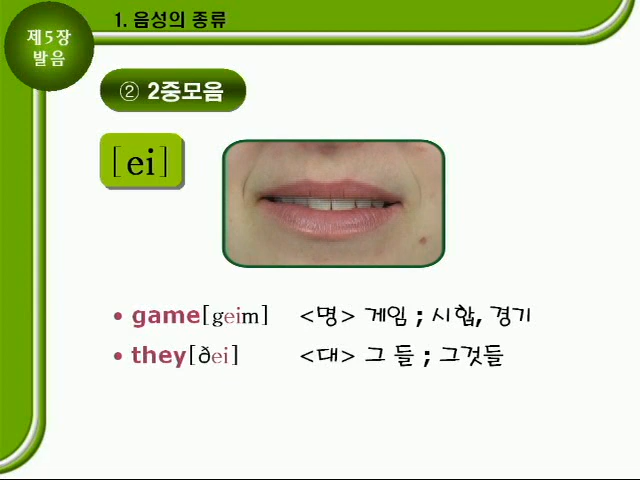 제5장
발음
1. 음성의 종류
② 2중모음
[ei]
• game[geim] <명> 게임 ; 시합, 경기
• they[ðei] <대> 그 들 ; 그것들